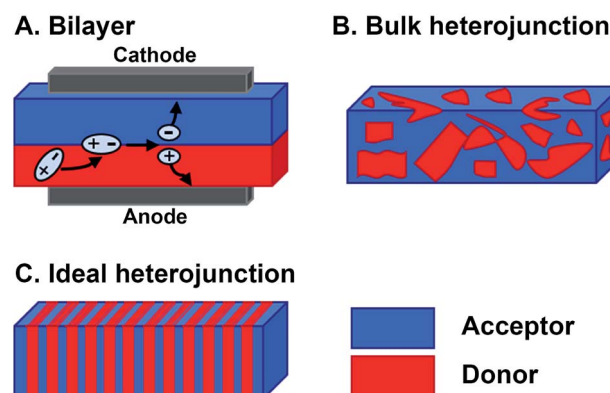 A. Bilayer
Cathode
+ -
+ -
-
+
Anode
B. Bulk heterojunction
C. Ideal heterojunction
Acceptor
Donor